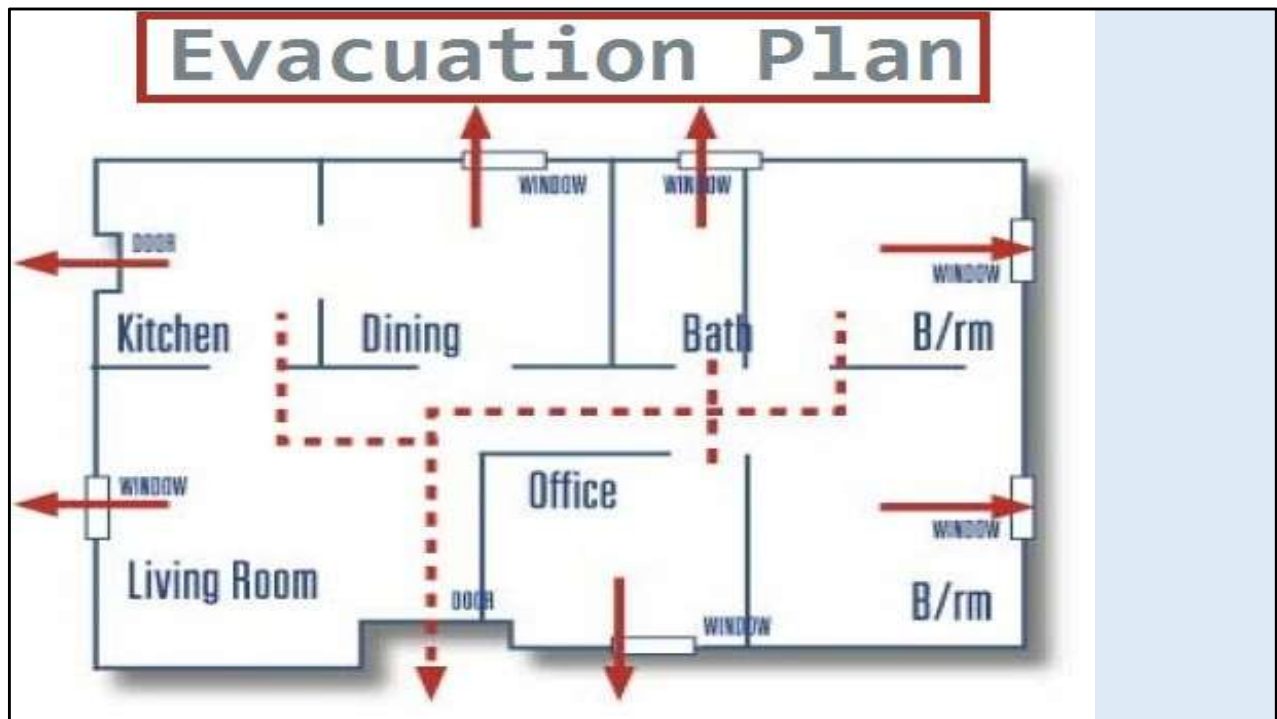 Evacuation Plan
WINDOW
WINDOW
DOOR
WINDOW
Kitchen
Dining
Bath
B/rm
WINDOW
Office
WINDOW
Living Room
DOOR
WINDOW
B/rm